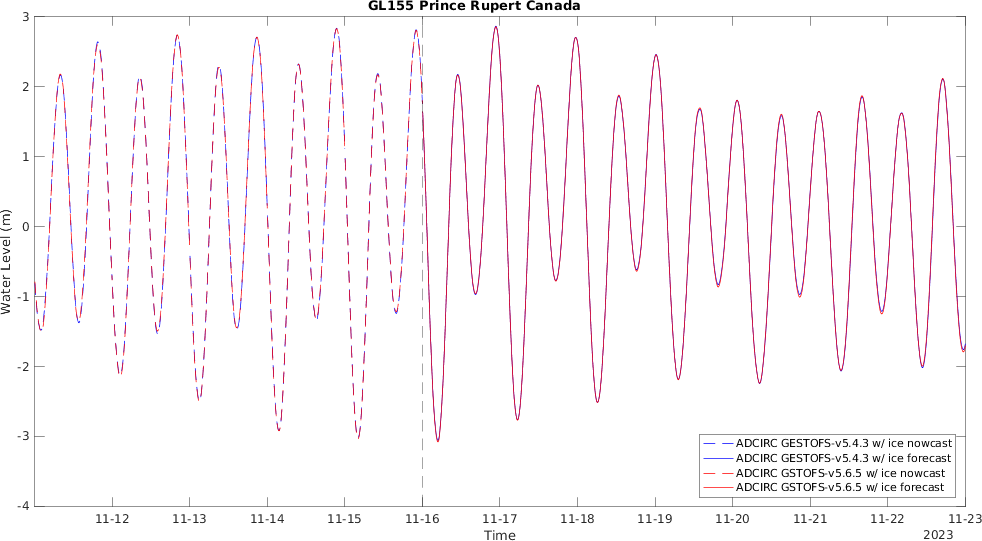 GL155 Prince Rupert Canada
3
2
1
0
-1
-2
-3
-4
Water Level (m)
ADCIRC GESTOFS-v5.4.3 w/ ice nowcast
ADCIRC GESTOFS-v5.4.3 w/ ice forecast
ADCIRC GSTOFS-v5.6.5 w/ ice nowcast
ADCIRC GSTOFS-v5.6.5 w/ ice forecast
11-12 11-13 11-14 11-15 11-16 11-17 11-18 11-19 11-20 11-21 11-22 11-23
Time
2023